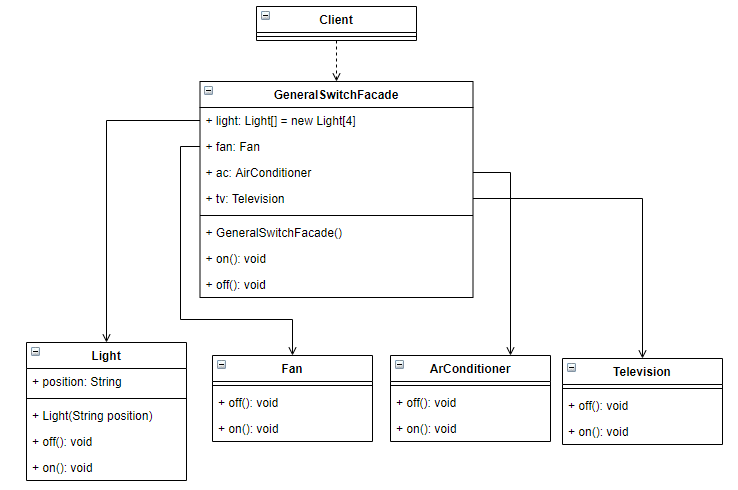 Client
GeneralSwitchFacade
+ light: Light[] = new Light[4]
+ fan: Fan
+ ac: AirConditioner
+ tv: Television
+ GeneralSwitchFacade()
+ on(): void
+ off(): void
Light
+ position: String
+ Light(String position)
+ off(): void
+ on(): void
Fan
+ off(): void
+ on(): void
ArConditioner
+ off(): void
+ on(): void
Television
+ off(): void
+ on(): void